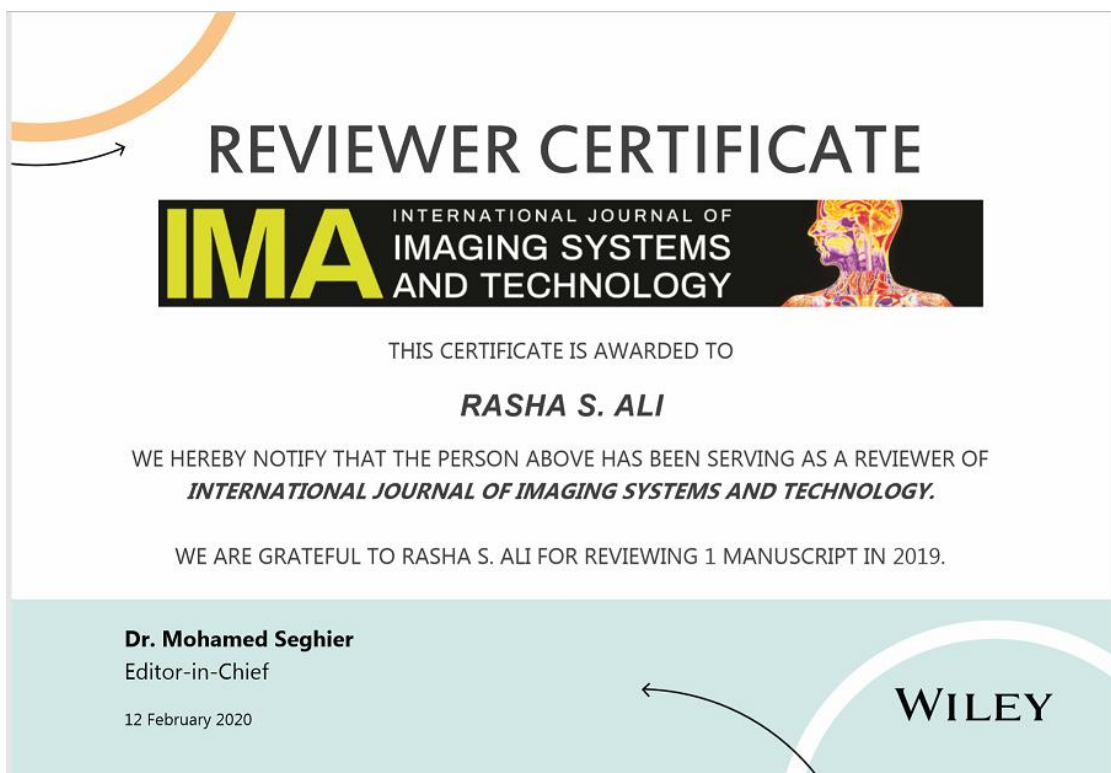 REVIEWER CERTIFICATE
IMA
INTERNATIONAL JOURNAL OF
IMAGING SYSTEMS
AND TECHNOLOGY
THIS CERTIFICATE IS AWARDED TO
RASHA S. ALI
WE HEREBY NOTIFY THAT THE PERSON ABOVE HAS BEEN SERVING AS A REVIEWER OF
INTERNATIONAL JOURNAL OF IMAGING SYSTEMS AND TECHNOLOGY.
WE ARE GRATEFUL TO RASHA S. ALI FOR REVIEWING 1 MANUSCRIPT IN 2019.
Dr. Mohamed Seghier
Editor-in-Chief
12 February 2020
WILEY